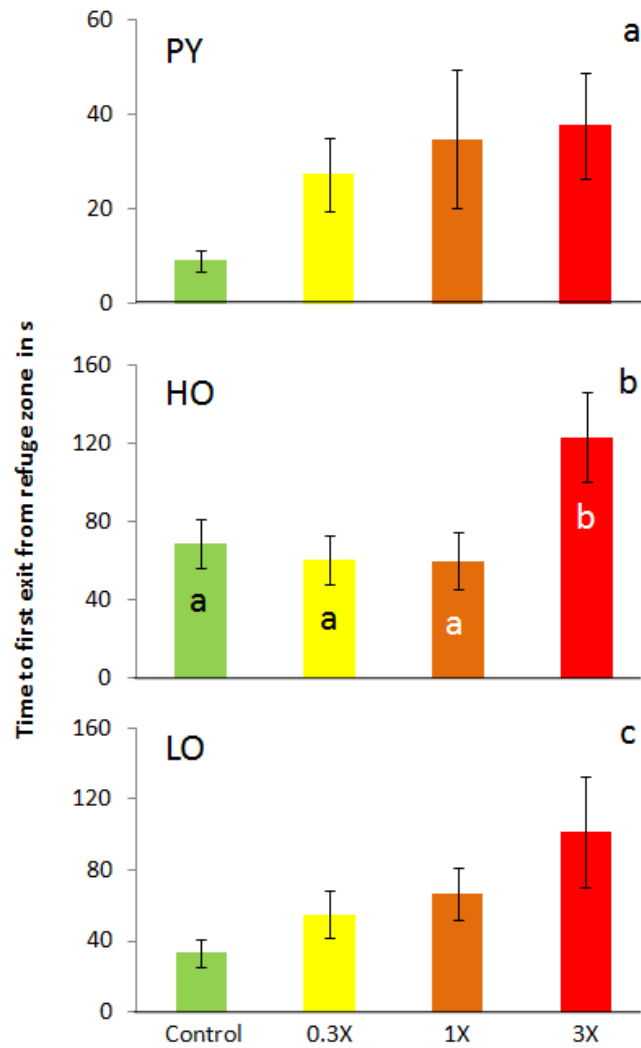 Time to first exit from refuge zone in s
PY
a
60
40
20
0
HO
b
160
120
80
40
0
a
a
a
b
LO
c
160
120
80
40
0
Control 0.3X 1X 3X